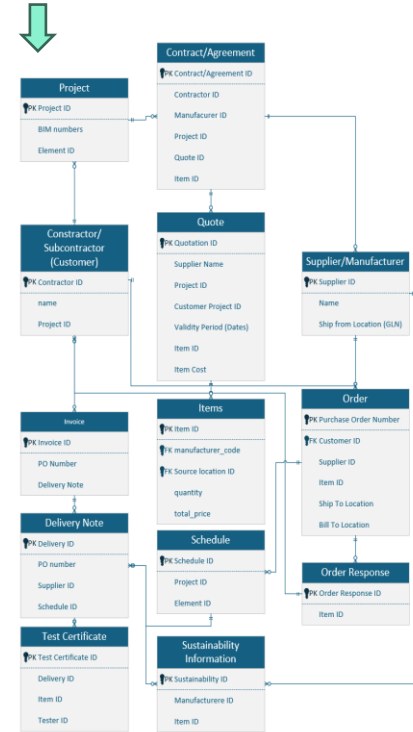 Contract/Agreement
PK Contract/Agreement ID
Contractor ID
Manufacurer ID
Project ID
Quote ID
Item ID
Project
PK Project ID
BIM numbers
Element ID
Constractor/
Subcontractor
(Customer)
PK Contractor ID
name
Project ID
Quote
PK Quotation ID
Supplier Name
Project ID
Customer Project ID
Validity Period (Dates)
Item ID
Item Cost
Supplier/Manufacturer
PK Supplier ID
Name
Ship from Location (GLN)
Invoice
PK Invoice ID
PO Number
Delivery Note
Items
PK Item ID
FK manufacturer_code
FK Source location ID
quantity
total_price
Order
PK Purchase Order Number
FK Customer ID
Supplier ID
Item ID
Ship To Location
Bill To Location
Delivery Note
PK Delivery ID
PO number
Supplier ID
Schedule ID
Schedule
PK Schedule ID
Project ID
Element ID
Order Response
PK Order Response ID
Item ID
Test Certificate
PK Test Certificate ID
Delivery ID
Item ID
Tester ID
Sustainability
Information
PK Sustainability ID
Manufacturere ID
Item ID